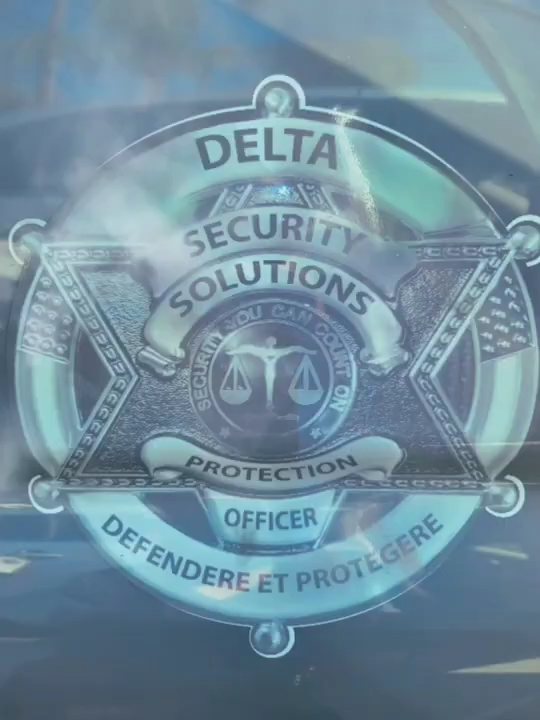 DELTA
SECURITY
SOLUTIONS
SECURITY YOU CAN COUNT ON
PROTECTION
OFFICER
DEFENDERE ET PROTEGERE